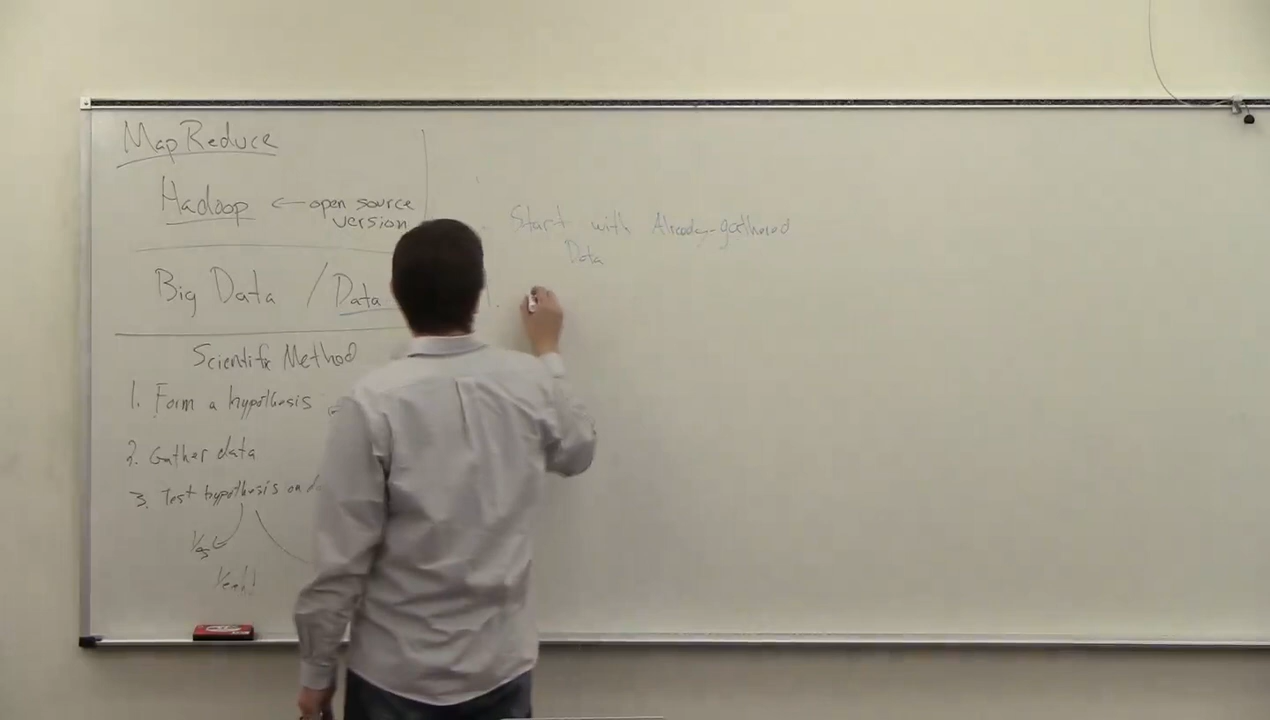 MapReduce
Hadoop ← open source
version
Big Data / Data
Scientific Method
1. Form a hypothesis
2. Gather data
3. Test hypothesis on
Yes
Yeah!
Start with Already-gathered
Data
1.